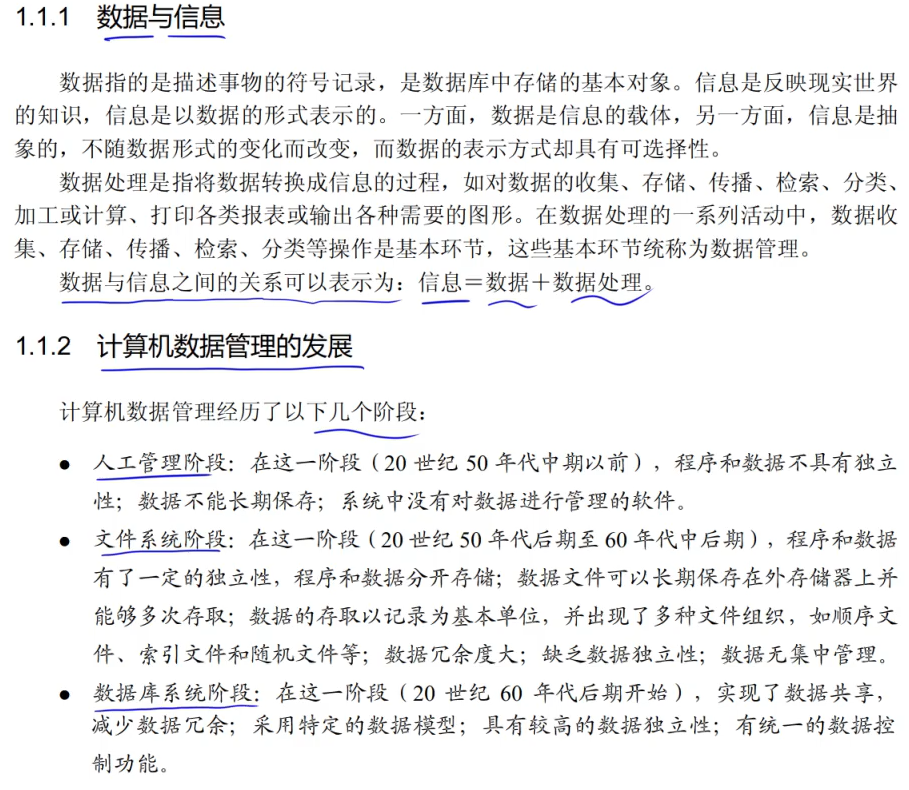 1.1.1 数据与信息
数据指的是描述事物的符号记录，是数据库中存储的基本对象。信息是反映现实世界
的知识，信息是以数据的形式表示的。一方面，数据是信息的载体，另一方面，信息是抽
象的，不随数据形式的变化而改变，而数据的表示方式却具有可选择性。
数据处理是指将数据转换成信息的过程，如对数据的收集、存储、传播、检索、分类、
加工或计算、打印各类报表或输出各种需要的图形。在数据处理的一系列活动中，数据收
集、存储、传播、检索、分类等操作是基本环节，这些基本环节统称为数据管理。
数据与信息之间的关系可以表示为：信息＝数据＋数据处理。
1.1.2 计算机数据管理的发展
计算机数据管理经历了以下几个阶段：
● 人工管理阶段：在这一阶段（20 世纪 50 年代中期以前），程序和数据不具有独立
性；数据不能长期保存；系统中没有对数据进行管理的软件。
● 文件系统阶段：在这一阶段（20 世纪 50 年代后期至 60 年代中后期），程序和数据
有了一定的独立性，程序和数据分开存储；数据文件可以长期保存在外存储器上并
能够多次存取；数据的存取以记录为基本单位，并出现了多种文件组织，如顺序文
件、索引文件和随机文件等；数据冗余度大；缺乏数据独立性；数据无集中管理。
● 数据库系统阶段：在这一阶段（20 世纪 60 年代后期开始），实现了数据共享，
减少数据冗余；采用特定的数据模型；具有较高的数据独立性；有统一的数据控
制功能。